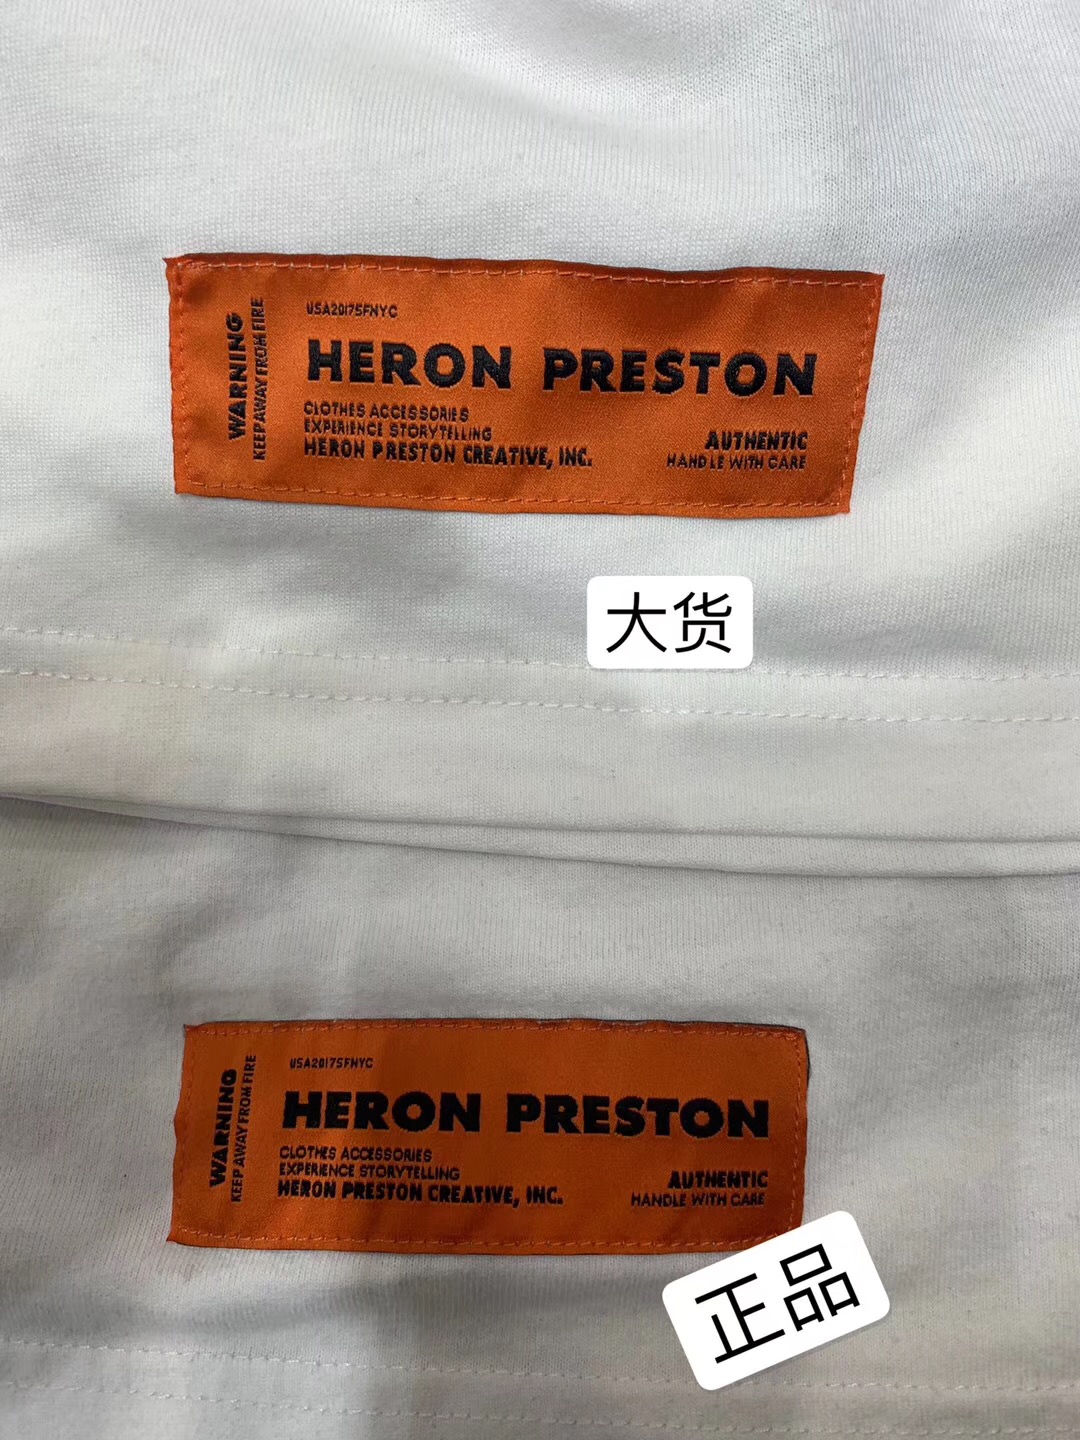 WARNING
KEEP AWAY FROM FIRE
USA2017SFNYC
HERON PRESTON
CLOTHES ACCESSORIES
EXPERIENCE STORYTELLING
HERON PRESTON CREATIVE, INC.
AUTHENTIC
HANDLE WITH CARE
大货
WARNING
KEEP AWAY FROM FIRE
USA2017SFNYC
HERON PRESTON
CLOTHES ACCESSORIES
EXPERIENCE STORYTELLING
HERON PRESTON CREATIVE, INC.
AUTHENTIC
HANDLE WITH CARE
正品